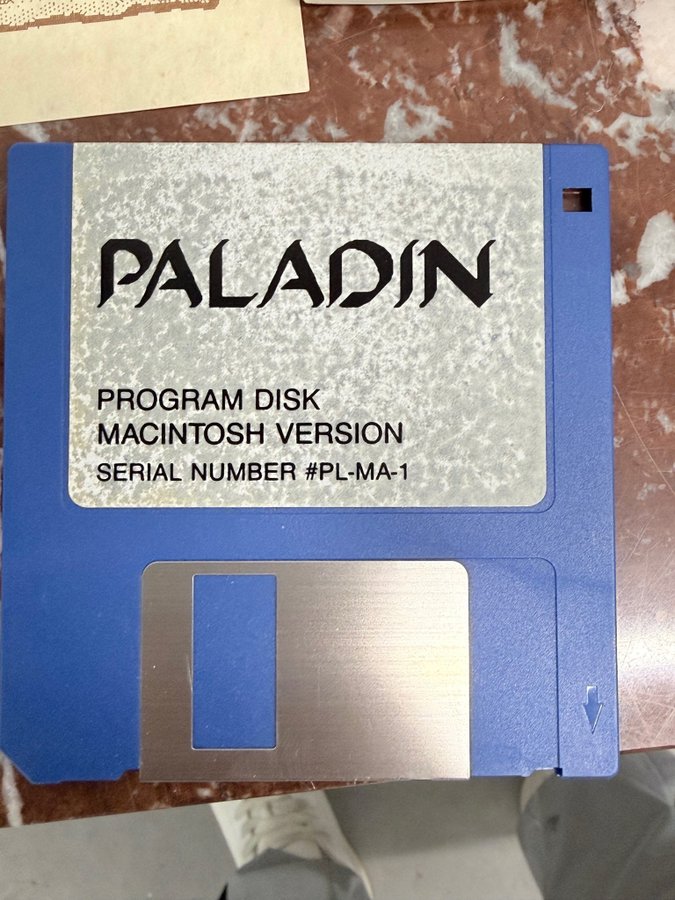 PALADIN
PROGRAM DISK
MACINTOSH VERSION
SERIAL NUMBER #PL-MA-1